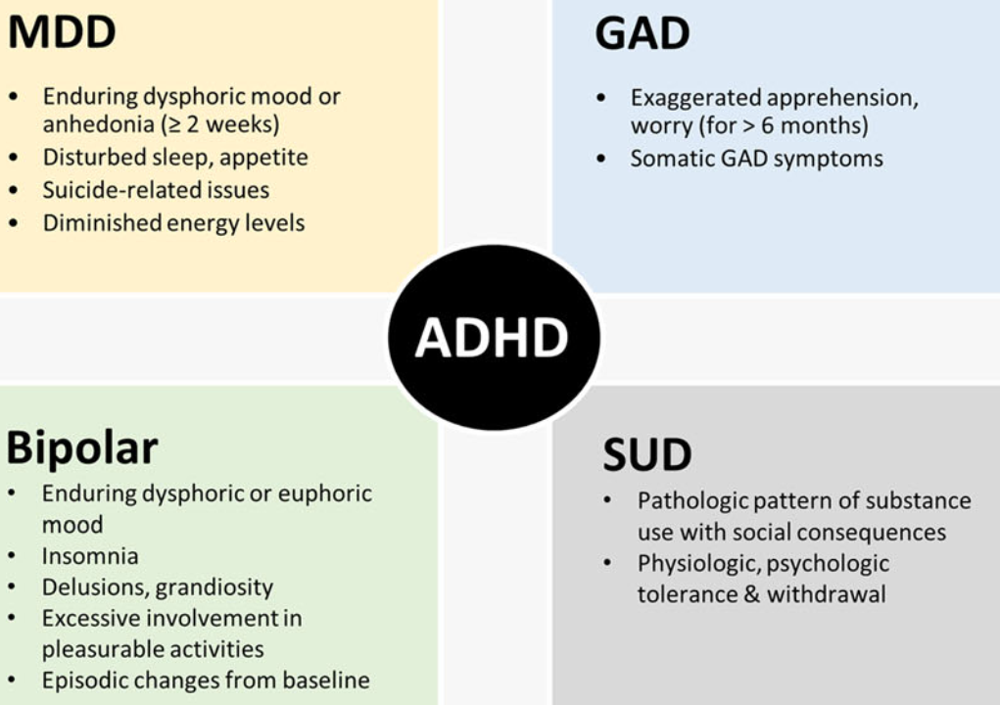 MDD
• Enduring dysphoric mood or
anhedonia (≥ 2 weeks)
• Disturbed sleep, appetite
• Suicide-related issues
• Diminished energy levels
GAD
• Exaggerated apprehension,
worry (for > 6 months)
• Somatic GAD symptoms
ADHD
Bipolar
• Enduring dysphoric or euphoric
mood
• Insomnia
• Delusions, grandiosity
• Excessive involvement in
pleasurable activities
• Episodic changes from baseline
SUD
• Pathologic pattern of substance
use with social consequences
• Physiologic, psychologic
tolerance & withdrawal